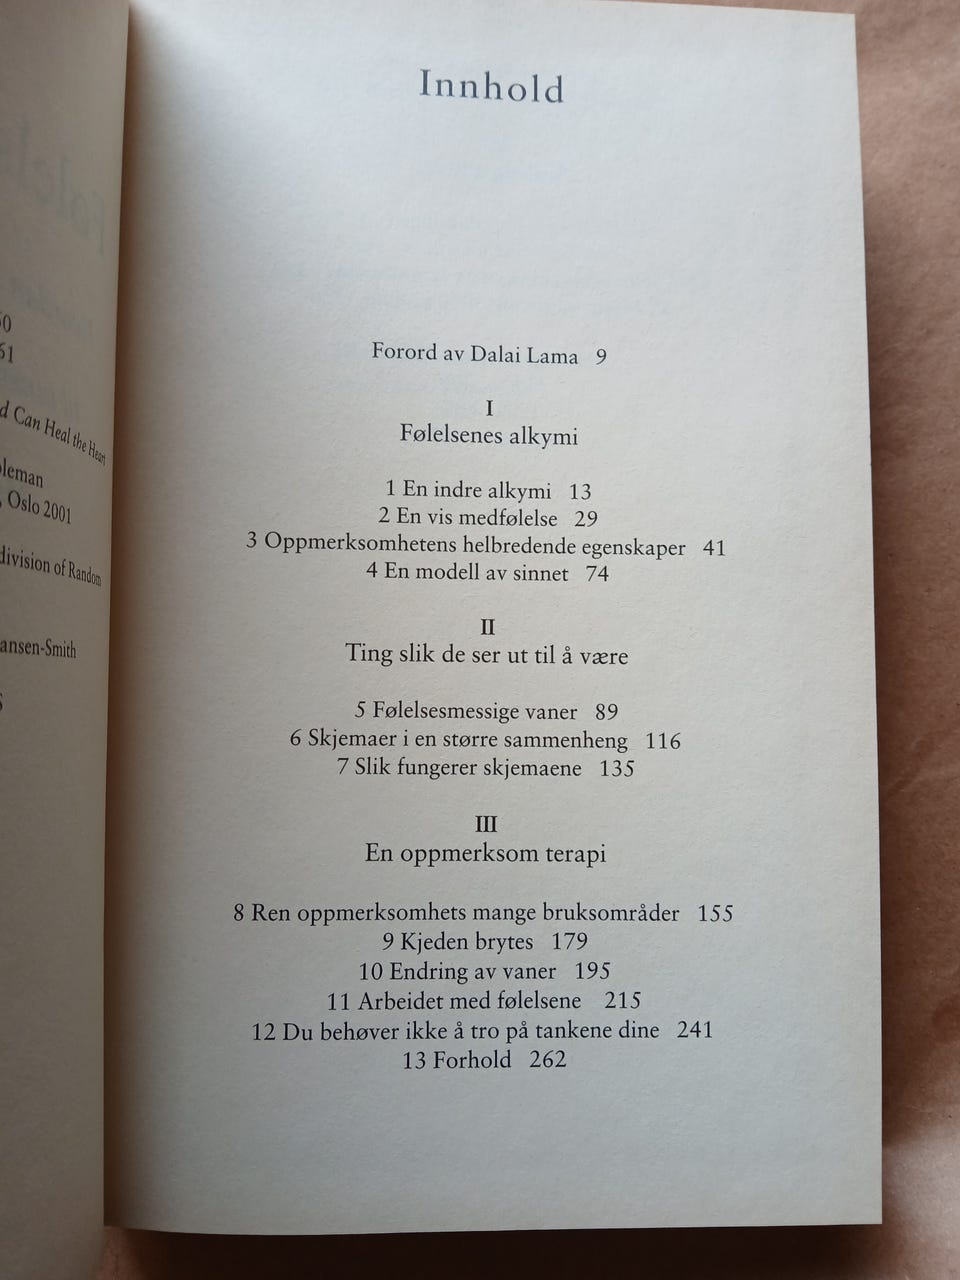 50
61
d Can Heal the Heart
oleman
, Oslo 2001
division of Random
ansen-Smith
Innhold
Forord av Dalai Lama 9
I
Følelsenes alkymi
1 En indre alkymi 13
2 En vis medfølelse 29
3 Oppmerksomhetens helbredende egenskaper 41
4 En modell av sinnet 74
II
Ting slik de ser ut til å være
5 Følelsesmessige vaner 89
6 Skjemaer i en større sammenheng 116
7 Slik fungerer skjemaene 135
III
En oppmerksom terapi
8 Ren oppmerksomhets mange bruksområder 155
9 Kjeden brytes 179
10 Endring av vaner 195
11 Arbeidet med følelsene 215
12 Du behøver ikke å tro på tankene dine 241
13 Forhold 262